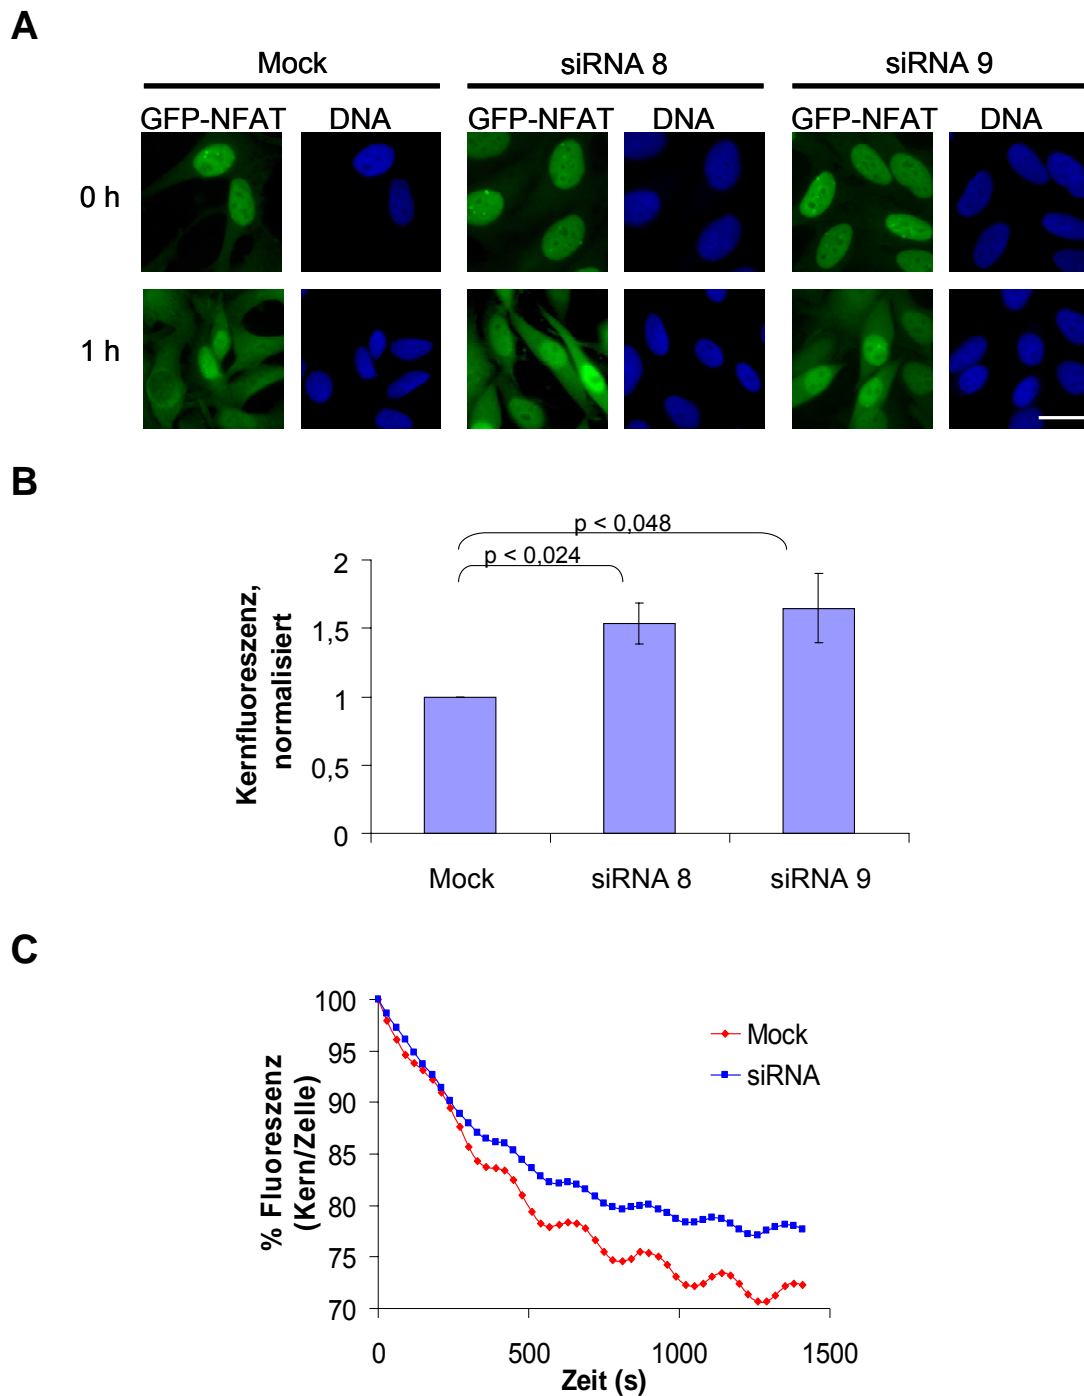 A
Mock siRNA 8 siRNA 9
GFP-NFAT DNA GFP-NFAT DNA GFP-NFAT DNA
0 h
1 h
B
p < 0,048
p < 0,024
Kernfluoreszenz,
normalisiert
2
1,5
1
0,5
0
Mock siRNA 8 siRNA 9
C
% Fluoreszenz
(Kern/Zelle)
100
95
90
85
80
75
70
Mock
siRNA
0 500 1000 1500
Zeit (s)